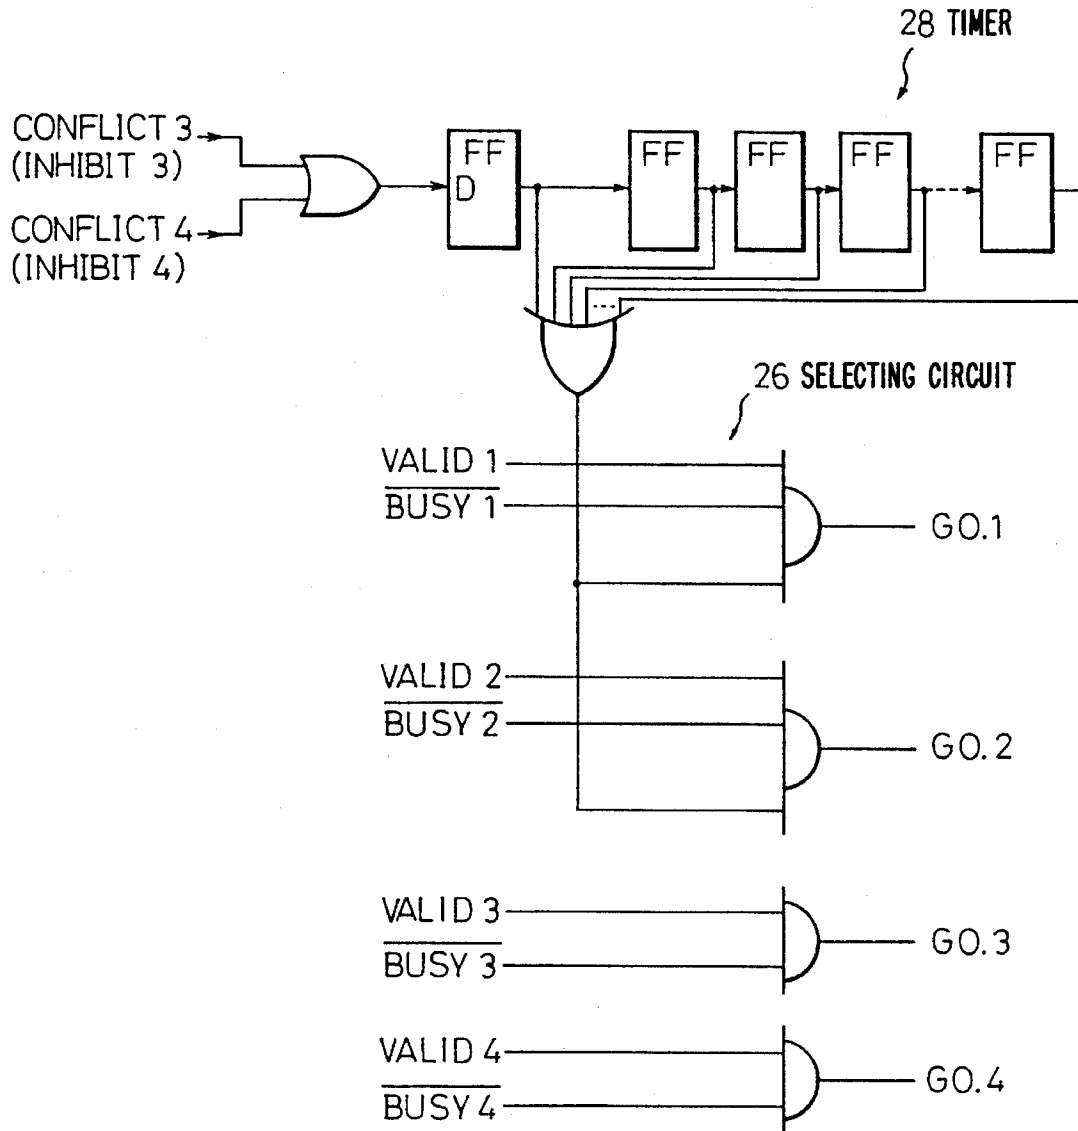 28 TIMER
CONFLICT 3
(INHIBIT 3)
CONFLICT 4
(INHIBIT 4)
FF
D
FF
FF
FF
FF
26 SELECTING CIRCUIT
VALID 1
BUSY 1
GO.1
VALID 2
BUSY 2
GO.2
VALID 3
BUSY 3
GO.3
VALID 4
BUSY 4
GO.4